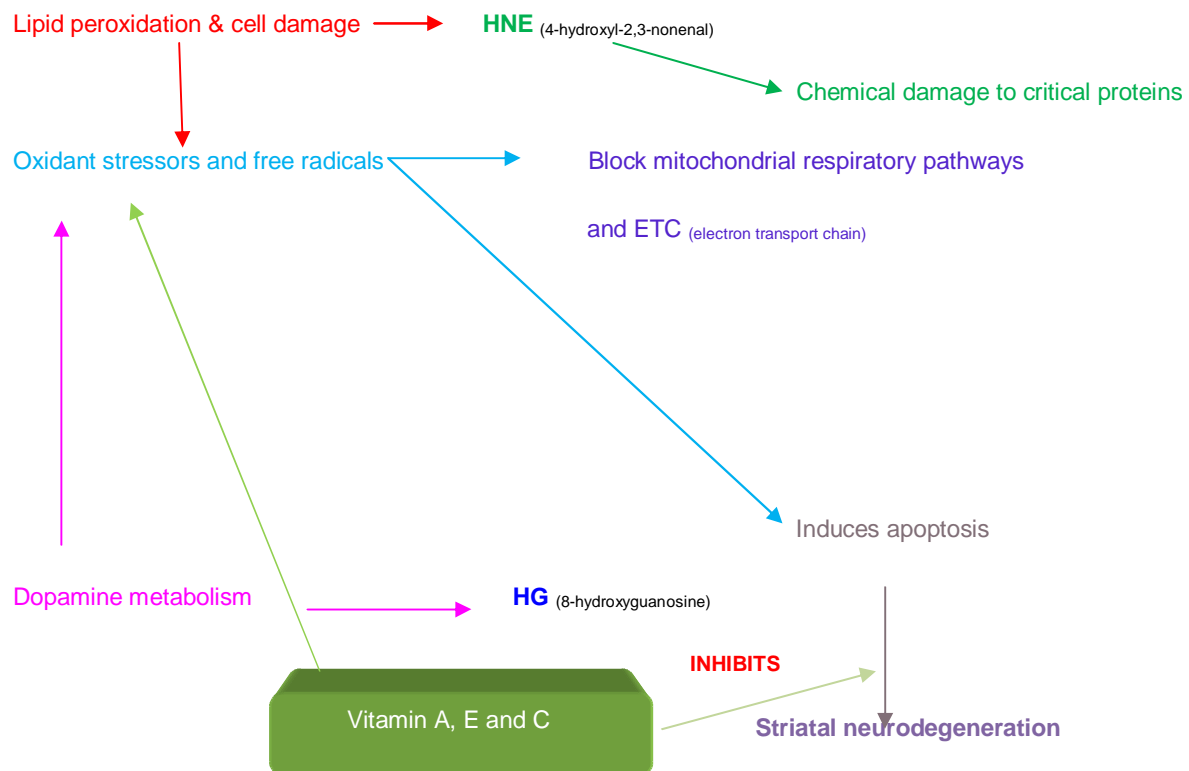 Lipid peroxidation & cell damage
HNE (4-hydroxyl-2,3-nonenal)
Chemical damage to critical proteins
Oxidant stressors and free radicals
Block mitochondrial respiratory pathways
and ETC (electron transport chain)
Induces apoptosis
Dopamine metabolism
HG (8-hydroxyguanosine)
INHIBITS
Vitamin A, E and C
Striatal neurodegeneration